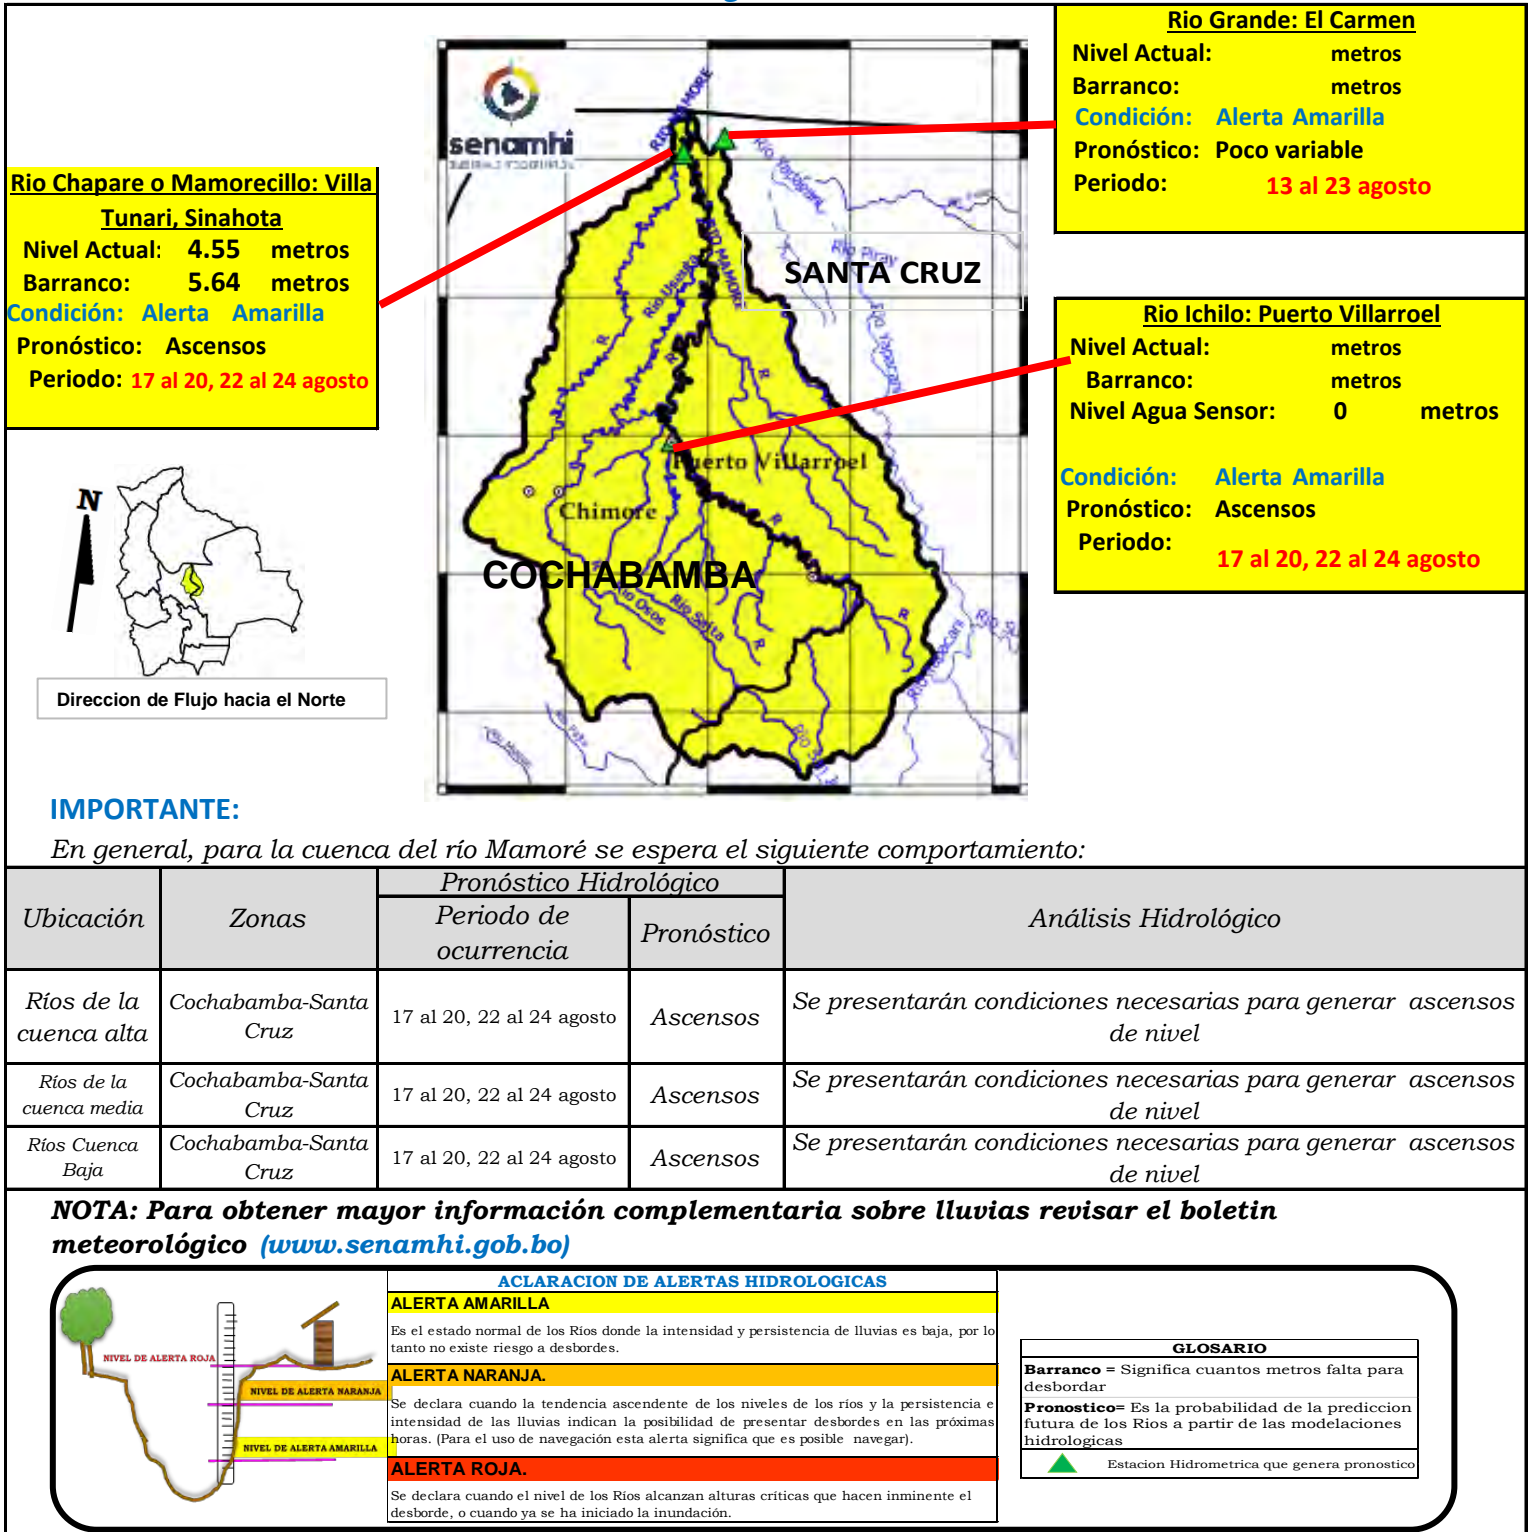 Rio Grande: El Carmen
Nivel Actual: metros
Barranco: metros
Condición: Alerta Amarilla
Pronóstico: Poco variable
Periodo: 13 al 23 agosto
Rio Chapare o Mamorecillo: Villa
Tunari, Sinahota
Nivel Actual: 4.55 metros
Barranco: 5.64 metros
Condición: Alerta Amarilla
Pronóstico: Ascensos
Periodo: 17 al 20, 22 al 24 agosto
Rio Ichilo: Puerto Villarroel
Nivel Actual: metros
Barranco: metros
Nivel Agua Sensor: 0 metros
Condición: Alerta Amarilla
Pronóstico: Ascensos
Periodo:
17 al 20, 22 al 24 agosto
senamhi
RIO MAMORE
Río Yapacani
Río Piray
RIO MAMORE
SANTA CRUZ
Río Yapacani
R
R
R
R
Puerto Villarroel
Chimore
COCHABAMBA
Río Osos
Río Sajta
R
R
R
Río Yapacani
N
Direccion de Flujo hacia el Norte
IMPORTANTE:
En general, para la cuenca del río Mamoré se espera el siguiente comportamiento:
Ubicación
Zonas
Pronóstico Hidrológico
Periodo de
ocurrencia
Pronóstico
Análisis Hidrológico
Ríos de la
cuenca alta
Cochabamba-Santa
Cruz
17 al 20, 22 al 24 agosto
Ascensos
Se presentarán condiciones necesarias para generar ascensos
de nivel
Ríos de la
cuenca media
Cochabamba-Santa
Cruz
17 al 20, 22 al 24 agosto
Ascensos
Se presentarán condiciones necesarias para generar ascensos
de nivel
Ríos Cuenca
Baja
Cochabamba-Santa
Cruz
17 al 20, 22 al 24 agosto
Ascensos
Se presentarán condiciones necesarias para generar ascensos
de nivel
NOTA: Para obtener mayor información complementaria sobre lluvias revisar el boletin
meteorológico (www.senamhi.gob.bo)
NIVEL DE ALERTA ROJA
NIVEL DE ALERTA NARANJA
NIVEL DE ALERTA AMARILLA
ACLARACION DE ALERTAS HIDROLOGICAS
ALERTA AMARILLA
Es el estado normal de los Ríos donde la intensidad y persistencia de lluvias es baja, por lo
tanto no existe riesgo a desbordes.
ALERTA NARANJA.
Se declara cuando la tendencia ascendente de los niveles de los ríos y la persistencia e
intensidad de las lluvias indican la posibilidad de presentar desbordes en las próximas
horas. (Para el uso de navegación esta alerta significa que es posible navegar).
ALERTA ROJA.
Se declara cuando el nivel de los Ríos alcanzan alturas críticas que hacen inminente el
desborde, o cuando ya se ha iniciado la inundación.
GLOSARIO
Barranco = Significa cuantos metros falta para
desbordar
Pronostico= Es la probabilidad de la prediccion
futura de los Rios a partir de las modelaciones
hidrologicas
Estacion Hidrometrica que genera pronostico